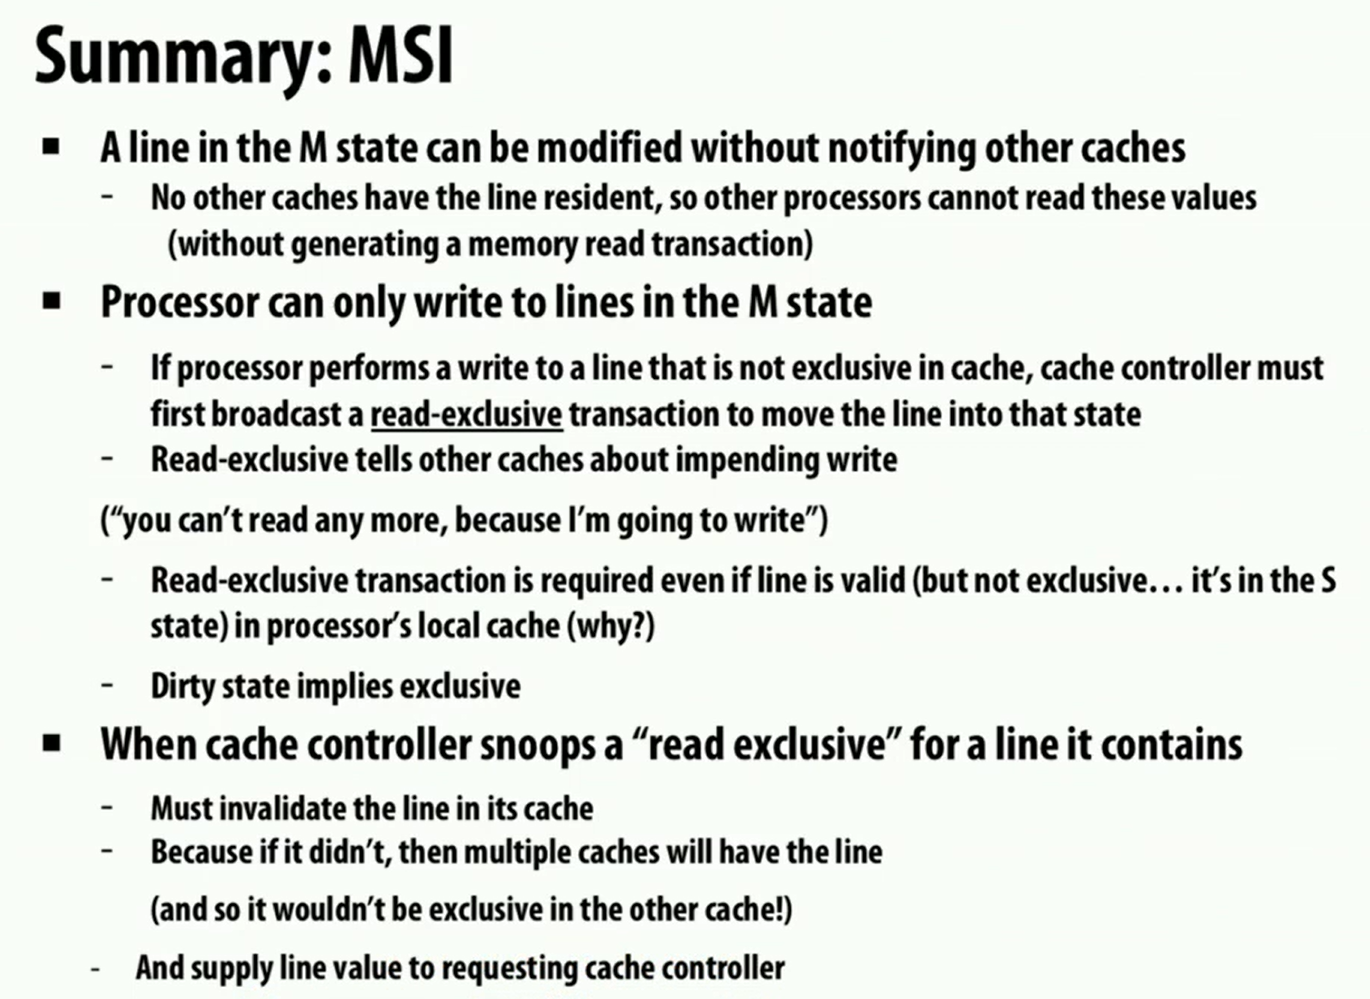 Summary: MSI
■ A line in the M state can be modified without notifying other caches
- No other caches have the line resident, so other processors cannot read these values
(without generating a memory read transaction)
■ Processor can only write to lines in the M state
- If processor performs a write to a line that is not exclusive in cache, cache controller must
first broadcast a read-exclusive transaction to move the line into that state
- Read-exclusive tells other caches about impending write
(“you can’t read any more, because I’m going to write”)
- Read-exclusive transaction is required even if line is valid (but not exclusive… it’s in the S
state) in processor’s local cache (why?)
- Dirty state implies exclusive
■ When cache controller snoops a “read exclusive” for a line it contains
- Must invalidate the line in its cache
- Because if it didn’t, then multiple caches will have the line
(and so it wouldn’t be exclusive in the other cache!)
- And supply line value to requesting cache controller